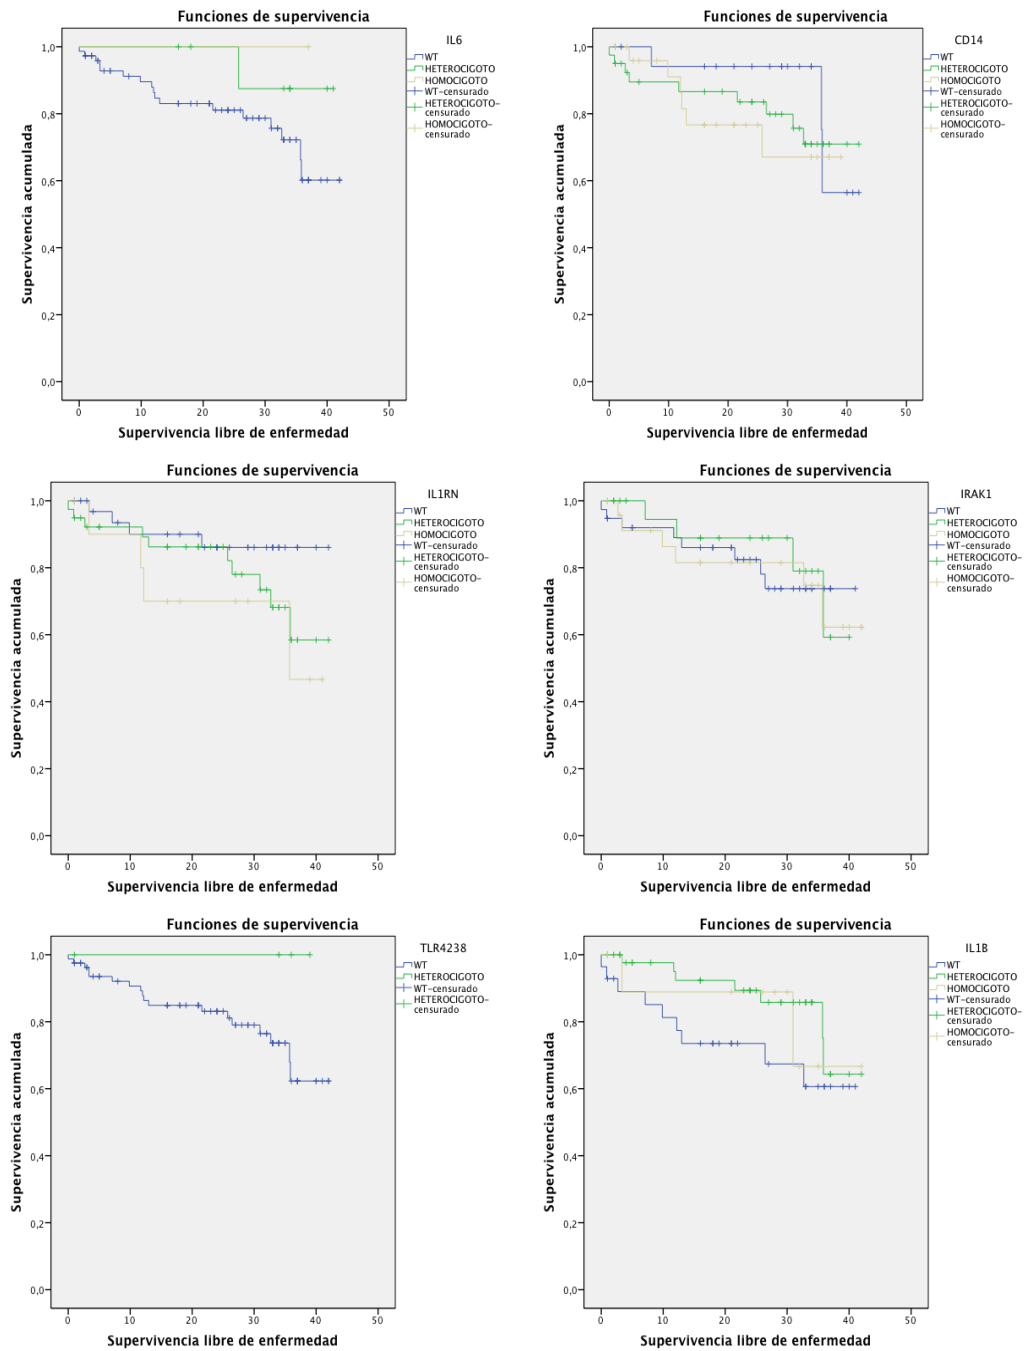 Funciones de supervivencia
IL6
WT
HETEROCIGOTO
HOMOCIGOTO
WT-censurado
HETEROCIGOTO-
censurado
HOMOCIGOTO-
censurado
Supervivencia acumulada
1,0
0,8
0,6
0,4
0,2
0,0
0 10 20 30 40 50
Supervivencia libre de enfermedad
Funciones de supervivencia
CD14
WT
HETEROCIGOTO
HOMOCIGOTO
WT-censurado
HETEROCIGOTO-
censurado
HOMOCIGOTO-
censurado
Supervivencia acumulada
1,0
0,8
0,6
0,4
0,2
0,0
0 10 20 30 40 50
Supervivencia libre de enfermedad
Funciones de supervivencia
IL1RN
WT
HETEROCIGOTO
HOMOCIGOTO
WT-censurado
HETEROCIGOTO-
censurado
HOMOCIGOTO-
censurado
Supervivencia acumulada
1,0
0,8
0,6
0,4
0,2
0,0
0 10 20 30 40 50
Supervivencia libre de enfermedad
Funciones de supervivencia
IRAK1
WT
HETEROCIGOTO
HOMOCIGOTO
WT-censurado
HETEROCIGOTO-
censurado
HOMOCIGOTO-
censurado
Supervivencia acumulada
1,0
0,8
0,6
0,4
0,2
0,0
0 10 20 30 40 50
Supervivencia libre de enfermedad
Funciones de supervivencia
TLR4238
WT
HETEROCIGOTO
WT-censurado
HETEROCIGOTO-
censurado
Supervivencia acumulada
1,0
0,8
0,6
0,4
0,2
0,0
0 10 20 30 40 50
Supervivencia libre de enfermedad
Funciones de supervivencia
IL1B
WT
HETEROCIGOTO
HOMOCIGOTO
WT-censurado
HETEROCIGOTO-
censurado
HOMOCIGOTO-
censurado
Supervivencia acumulada
1,0
0,8
0,6
0,4
0,2
0,0
0 10 20 30 40 50
Supervivencia libre de enfermedad